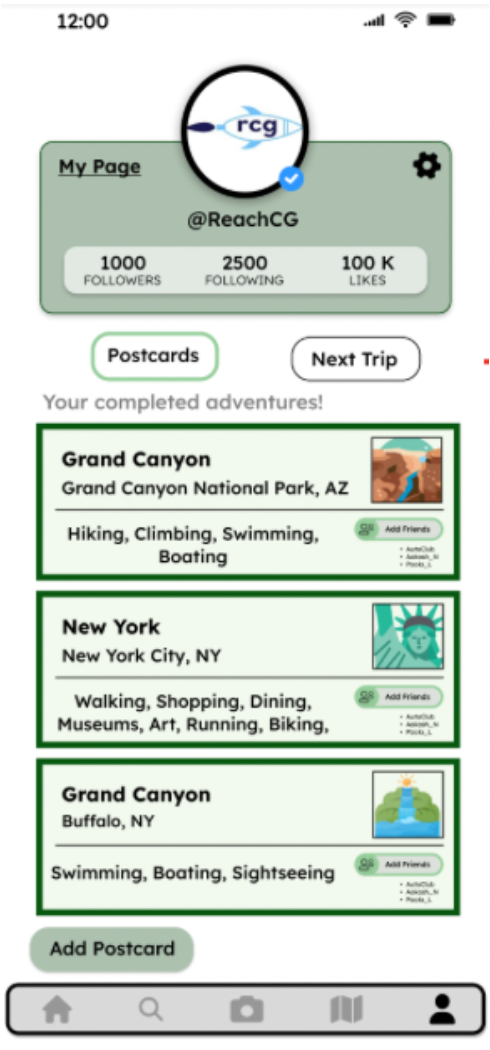 12:00
rcg
My Page
@ReachCG
1000 2500 100 K
FOLLOWERS FOLLOWING LIKES
Postcards Next Trip
Your completed adventures!
Grand Canyon
Grand Canyon National Park, AZ
Hiking, Climbing, Swimming,
Boating
Add Friends
• AutoClub
• Aakash_N
• Pooja_L
New York
New York City, NY
Walking, Shopping, Dining,
Museums, Art, Running, Biking,
Add Friends
• AutoClub
• Aakash_N
• Pooja_L
Grand Canyon
Buffalo, NY
Swimming, Boating, Sightseeing
Add Friends
• AutoClub
• Aakash_N
• Pooja_L
Add Postcard